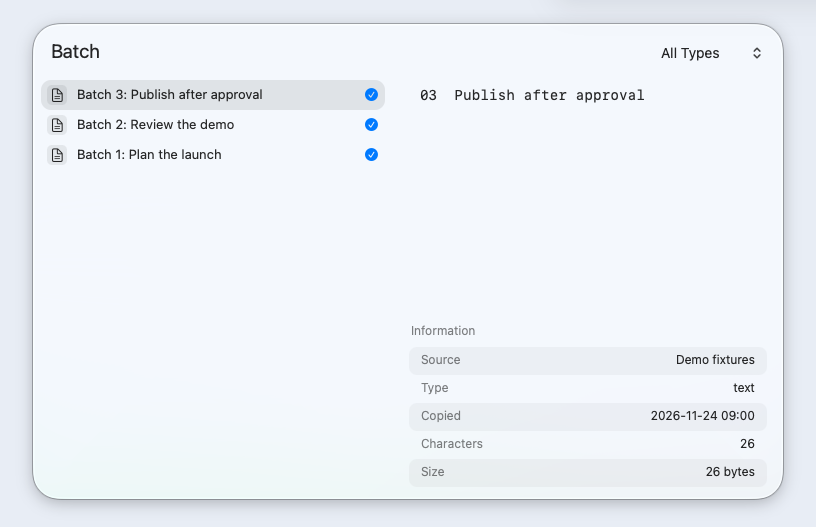 Batch
All Types
Batch 3: Publish after approval
Batch 2: Review the demo
Batch 1: Plan the launch
03  Publish after approval
Information
Source Demo fixtures
Type text
Copied 2026-11-24 09:00
Characters 26
Size 26 bytes